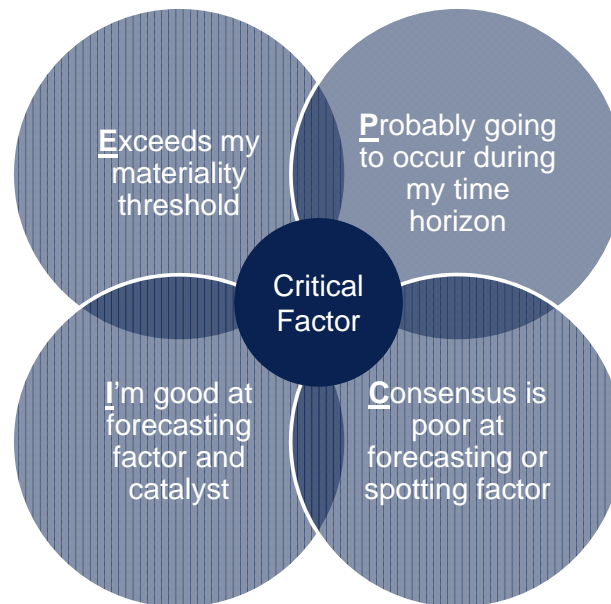 Exceeds my
materiality
threshold
Probably going
to occur during
my time
horizon
Critical
Factor
I'm good at
forecasting
factor and
catalyst
Consensus is
poor at
forecasting or
spotting factor